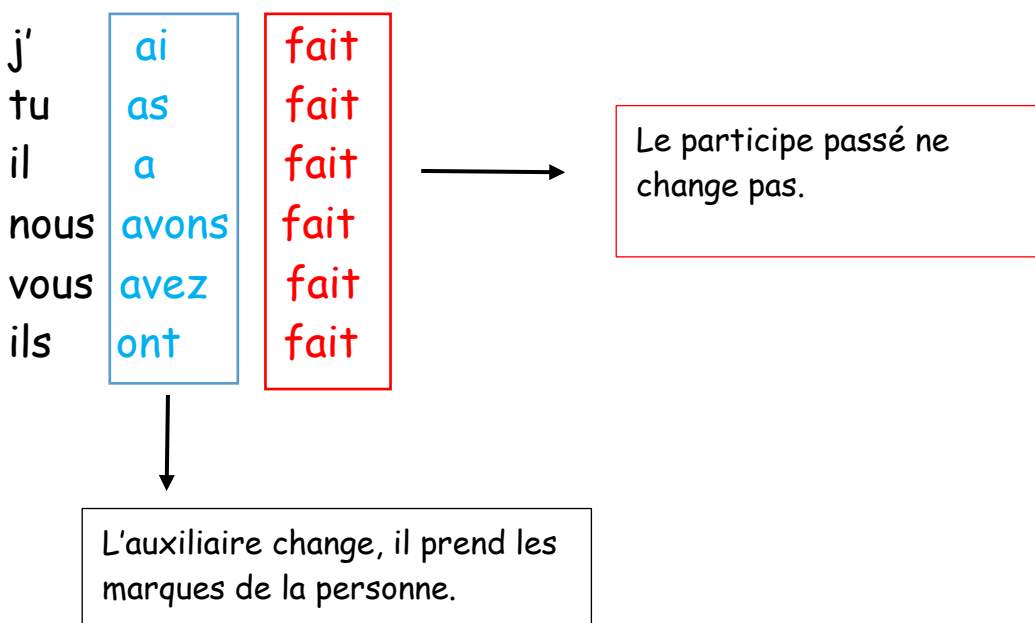 j' ai fait
tu as fait
il a fait
nous avons fait
vous avez fait
ils ont fait
Le participe passé ne
change pas.
L'auxiliaire change, il prend les
marques de la personne.